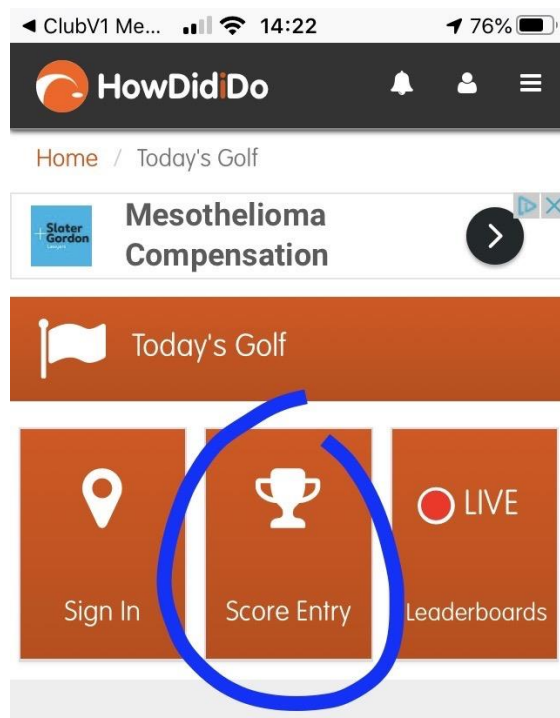 ClubV1 Me... 14:22 76%
HowDidiDo
Home / Today's Golf
Slater
Gordon
Mesothelioma
Compensation
Today's Golf
Sign In
Score Entry
LIVE
Leaderboards